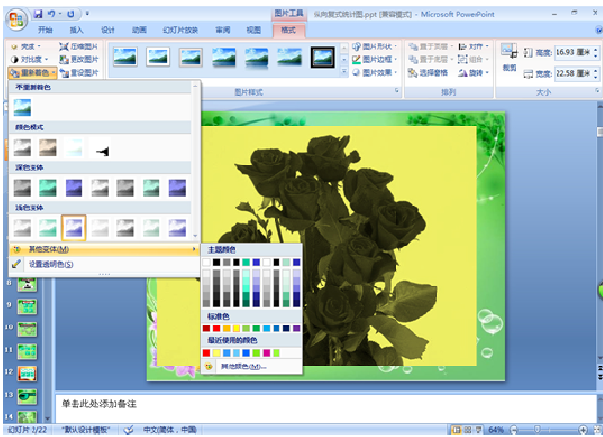 图片工具
纵向复式统计图.ppt [兼容模式] - Microsoft PowerPoint
开始 插入 设计 动画 幻灯片放映 审阅 视图 格式
亮度 压缩图片
对比度 更改图片
重新着色 重设图片
图片形状
图片边框
图片效果
置于顶层 对齐
置于底层 组合
选择窗格 旋转
裁剪
高度: 16.93 厘米
宽度: 22.58 厘米
图片样式 排列 大小
不重新着色
颜色模式
深色变体
浅色变体
其他变体(M)
设置透明色(S)
主题颜色
标准色
最近使用的颜色
其他颜色(M)...
8
9
10
11
12
13
14
单击此处添加备注
幻灯片 2/22 "默认设计模板" 中文(简体，中国) 64%